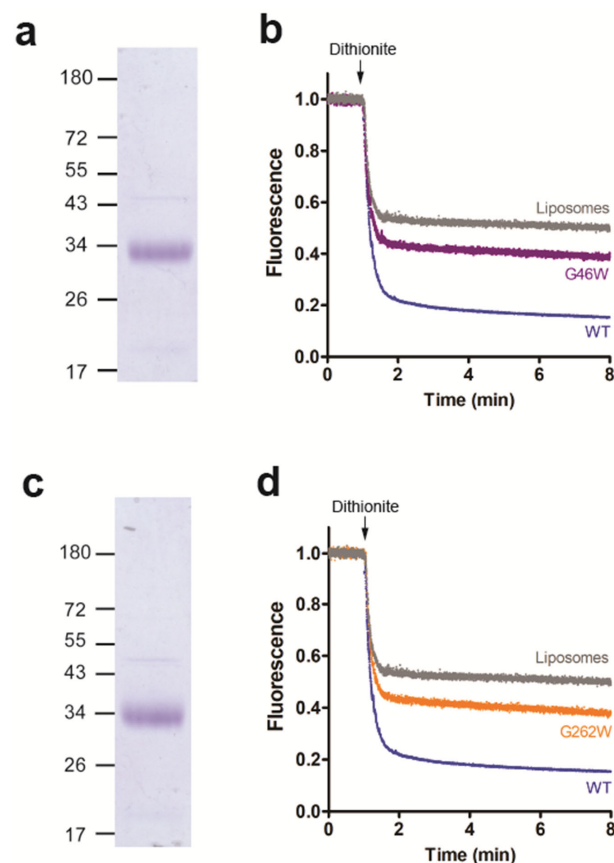 a
180
72
55
43
34
26
17
b
Dithionite
Fluorescence
1.0
0.8
0.6
0.4
0.2
0.0
Liposomes
G46W
WT
0 2 4 6 8
Time (min)
c
180
72
55
43
34
26
17
d
Dithionite
Fluorescence
1.0
0.8
0.6
0.4
0.2
0.0
Liposomes
G262W
WT
0 2 4 6 8
Time (min)